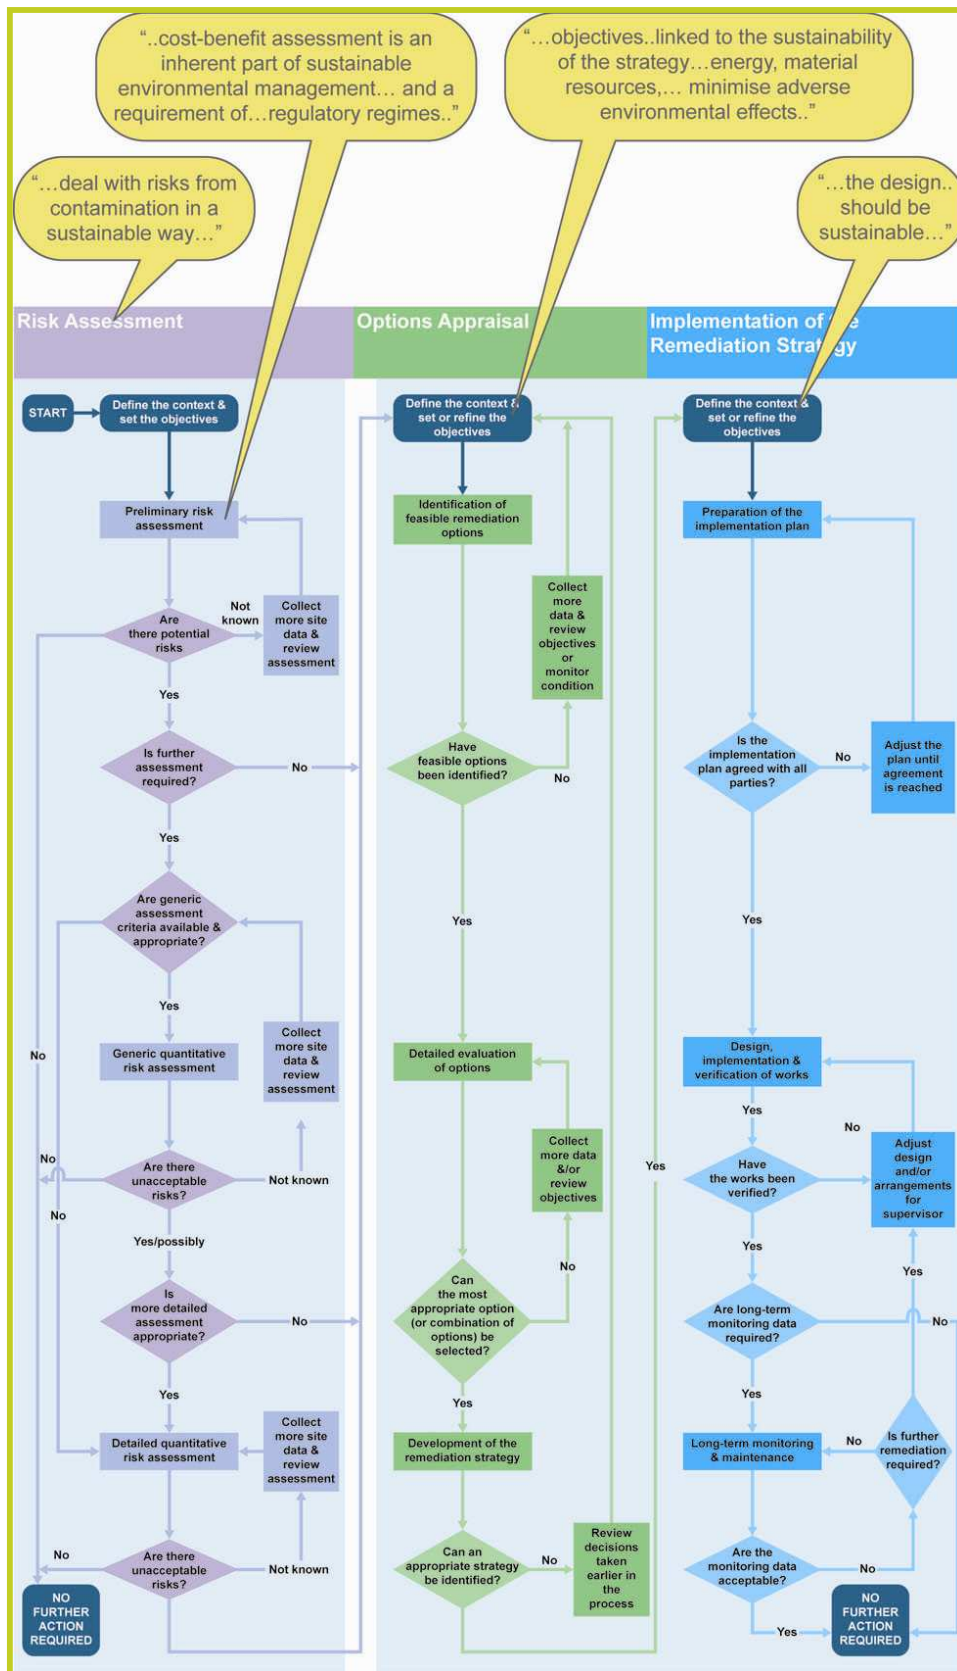 “..cost-benefit assessment is an
inherent part of sustainable
environmental management… and a
requirement of…regulatory regimes..”
“…objectives..linked to the sustainability
of the strategy…energy, material
resources,… minimise adverse
environmental effects..”
“…deal with risks from
contamination in a
sustainable way…”
“…the design..
should be
sustainable…”
Risk Assessment
START
Define the context &
set the objectives
Preliminary risk
assessment
Are
there potential
risks
Not
known
Collect
more site
data &
review
assessment
Yes
Is further
assessment
required?
No
Yes
Are generic
assessment
criteria available &
appropriate?
Yes
No
Generic quantitative
risk assessment
Collect
more site
data &
review
assessment
No
Are there
unacceptable
risks?
Not known
No
Yes/possibly
Is
more detailed
assessment
appropriate?
No
Yes
Detailed quantitative
risk assessment
Collect
more site
data &
review
assessment
No
Are there
unacceptable
risks?
Not known
NO
FURTHER
ACTION
REQUIRED
Options Appraisal
Define the context &
set or refine the
objectives
Identification of
feasible remediation
options
Collect
more
data &
review
objectives
or
monitor
condition
Have
feasible options
been identified?
No
Yes
Detailed evaluation
of options
Collect
more data
&/or
review
objectives
Yes
Can
the most
appropriate option
(or combination of
options) be
selected?
No
Yes
Development of the
remediation strategy
Can an
appropriate strategy
be identified?
No
Review
decisions
taken
earlier in
the
process
Implementation of the
Remediation Strategy
Define the context &
set or refine the
objectives
Preparation of the
implementation plan
Is the
implementation
plan agreed with all
parties?
No
Adjust the
plan until
agreement
is reached
Yes
Design,
implementation &
verification of works
Yes
No
Have
the works been
verified?
Adjust
design
and/or
arrangements
for
supervisor
Yes
Yes
Are long-term
monitoring data
required?
No
Yes
Long-term monitoring
& maintenance
No
Is further
remediation
required?
Are the
monitoring data
acceptable?
No
Yes
NO
FURTHER
ACTION
REQUIRED